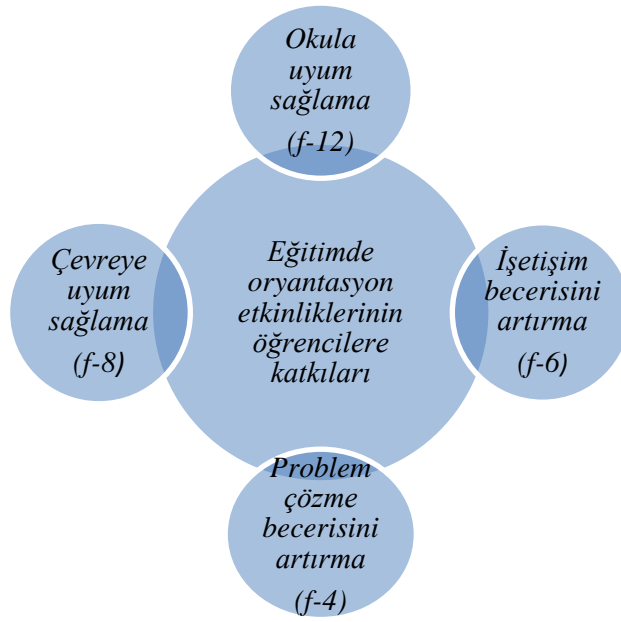 Okula
uyum
sağlama
(f-12)
Çevreye
uyum
sağlama
(f-8)
Eğitimde
oryantasyon
etkinliklerinin
öğrencilere
katkıları
İşetişim
becerisini
artırma
(f-6)
Problem
çözme
becerisini
artırma
(f-4)